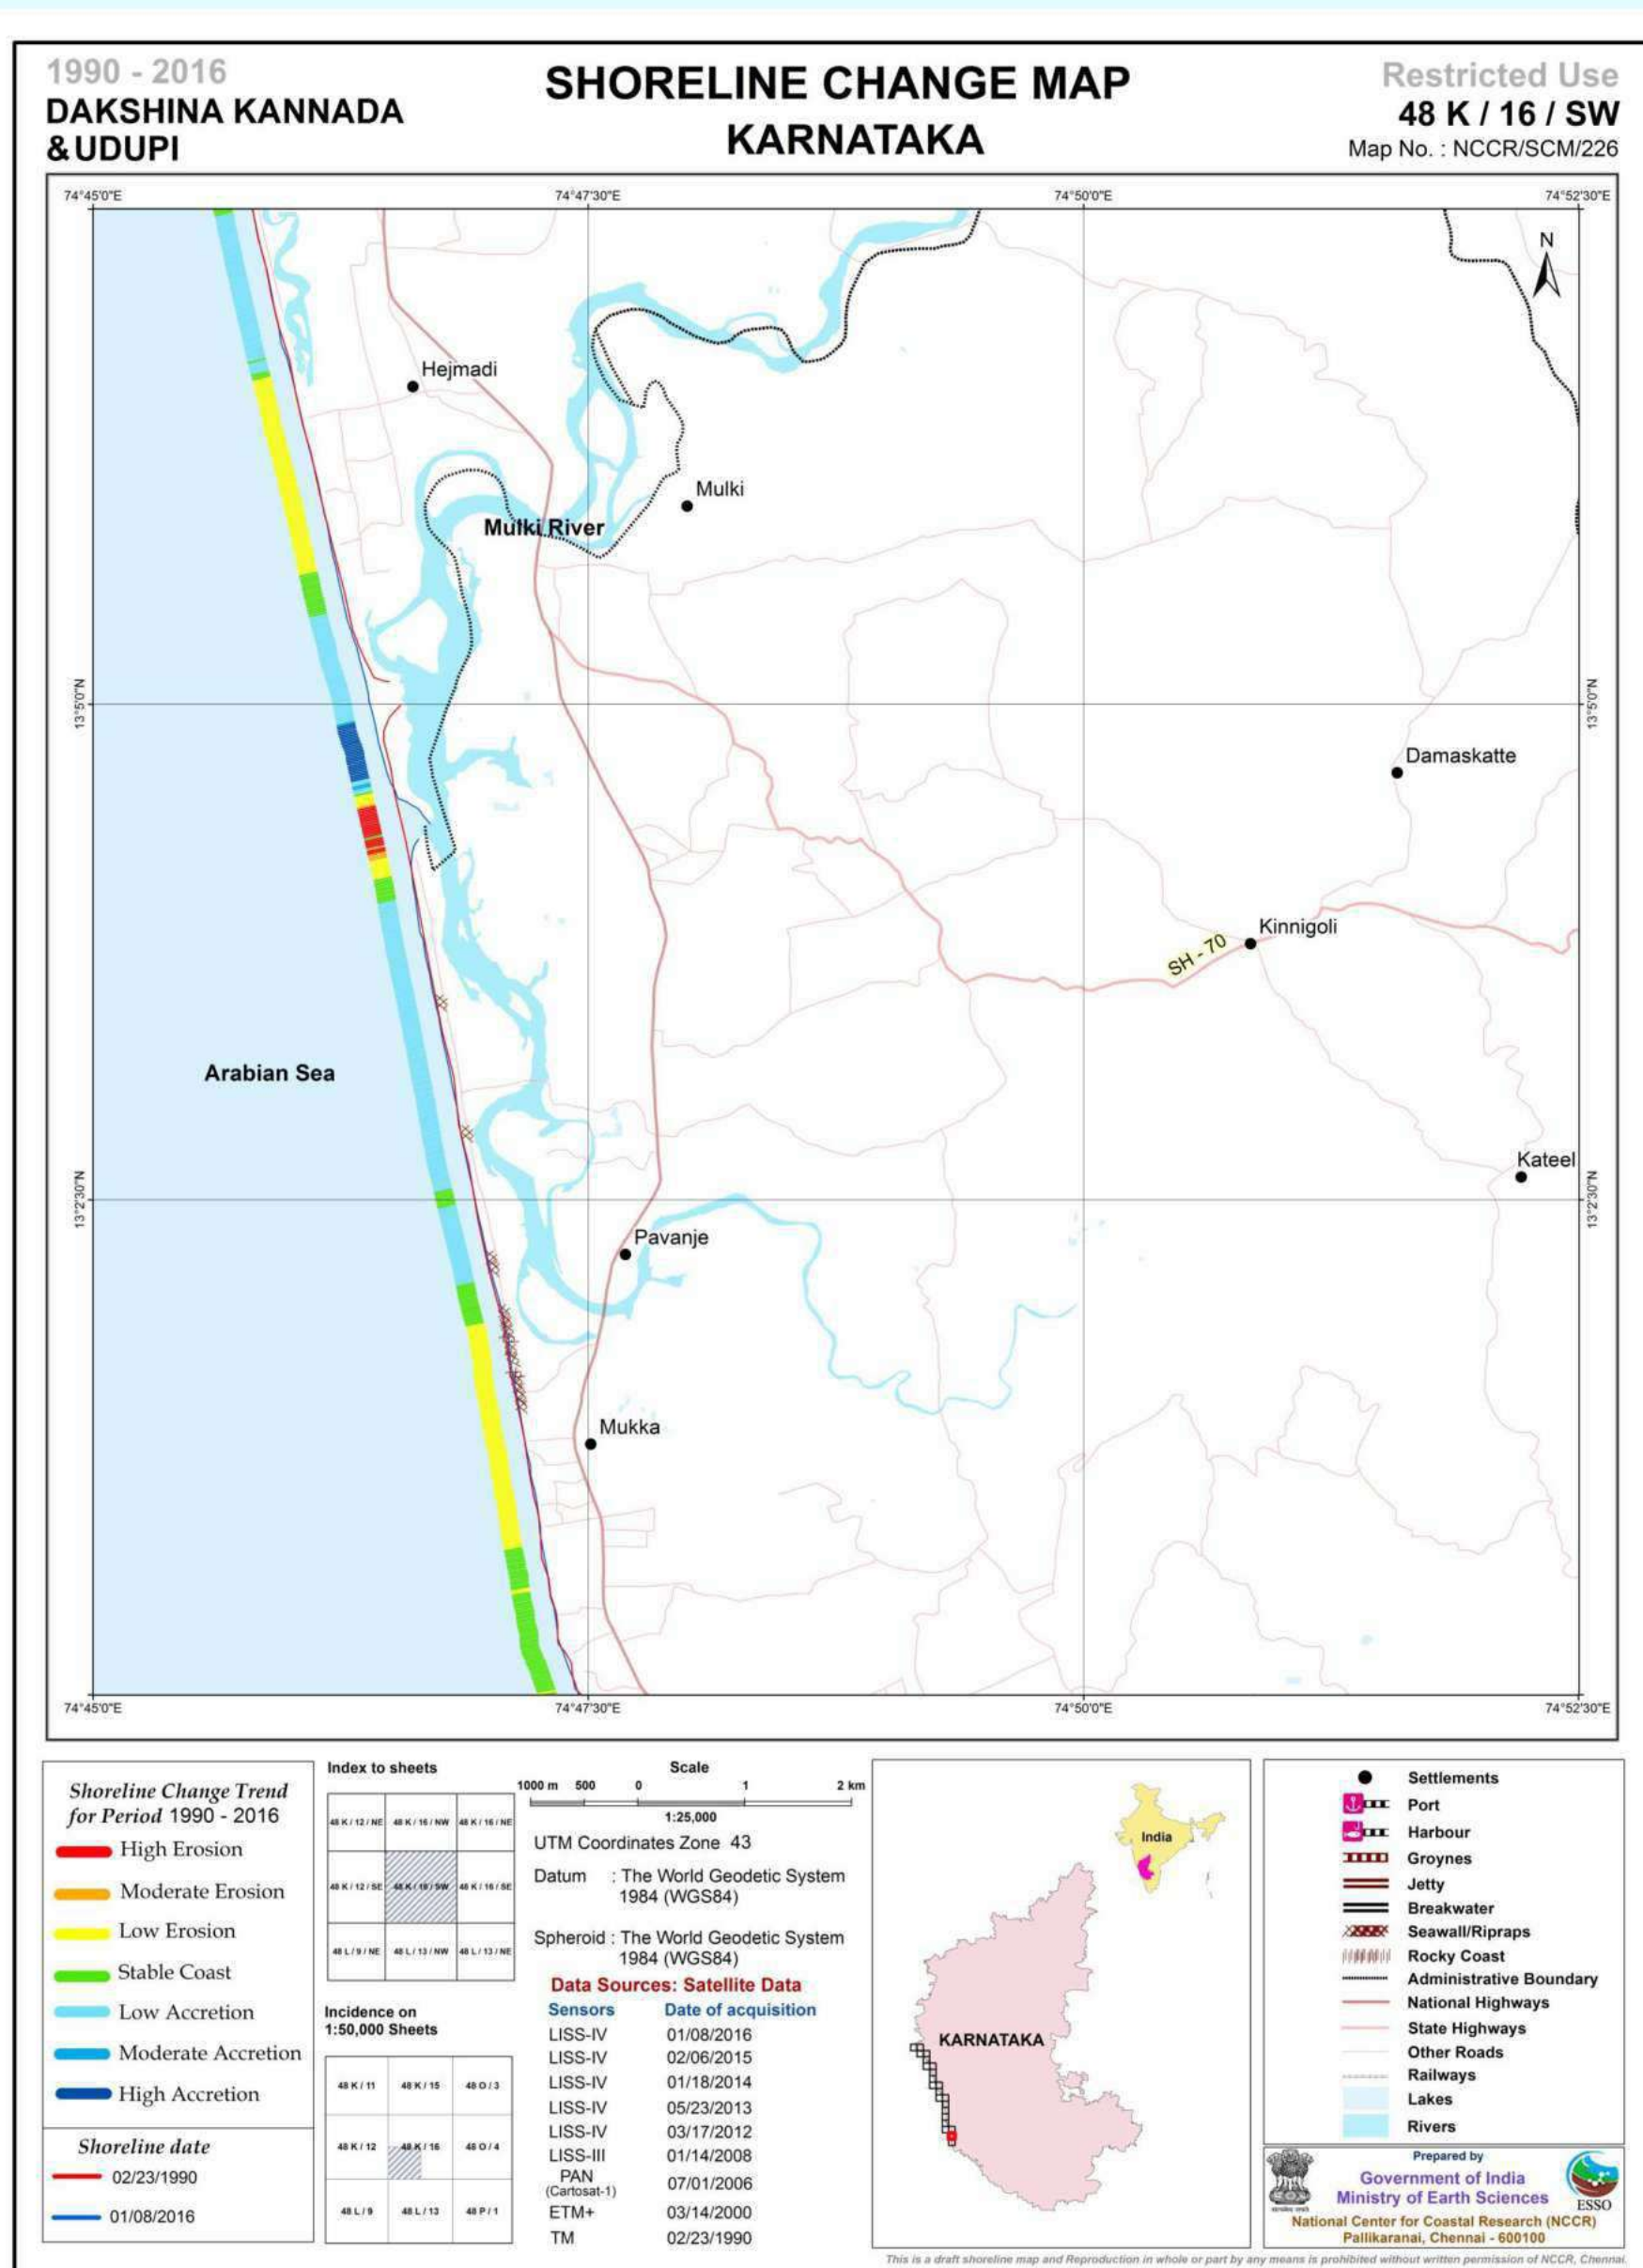 1990 - 2016
DAKSHINA KANNADA
& UDUPI
SHORELINE CHANGE MAP
KARNATAKA
Restricted Use
48 K / 16 / SW
Map No. : NCCR/SCM/226
74°45'0"E
74°47'30"E
74°50'0"E
74°52'30"E
N
Hejmadi
Mulki
Mulki River
13°5'0"N
13°5'0"N
Damaskatte
Kinnigoli
SH - 70
Arabian Sea
Kateel
13°2'30"N
13°2'30"N
Pavanje
Mukka
74°45'0"E
74°47'30"E
74°50'0"E
74°52'30"E
Shoreline Change Trend
for Period 1990 - 2016
High Erosion
Moderate Erosion
Low Erosion
Stable Coast
Low Accretion
Moderate Accretion
High Accretion
Shoreline date
02/23/1990
01/08/2016
Index to sheets
48 K / 12 / NE 48 K / 16 / NW 48 K / 16 / NE
48 K / 12 / SE 48 K / 16 / SW 48 K / 16 / SE
48 L / 9 / NE 48 L / 13 / NW 48 L / 13 / NE
Incidence on
1:50,000 Sheets
48 K / 11 48 K / 15 48 O / 3
48 K / 12 48 K / 16 48 O / 4
48 L / 9 48 L / 13 48 P / 1
Scale
1000 m 500 0 1 2 km
1:25,000
UTM Coordinates Zone 43
Datum : The World Geodetic System
1984 (WGS84)
Spheroid : The World Geodetic System
1984 (WGS84)
Data Sources: Satellite Data
Sensors Date of acquisition
LISS-IV 01/08/2016
LISS-IV 02/06/2015
LISS-IV 01/18/2014
LISS-IV 05/23/2013
LISS-IV 03/17/2012
LISS-III 01/14/2008
PAN
(Cartosat-1) 07/01/2006
ETM+ 03/14/2000
TM 02/23/1990
India
KARNATAKA
Settlements
Port
Harbour
Groynes
Jetty
Breakwater
Seawall/Ripraps
Rocky Coast
Administrative Boundary
National Highways
State Highways
Other Roads
Railways
Lakes
Rivers
Prepared by
Government of India
Ministry of Earth Sciences
ESSO
National Center for Coastal Research (NCCR)
Pallikaranai, Chennai - 600100
This is a draft shoreline map and Reproduction in whole or part by any means is prohibited without written permission of NCCR, Chennai.